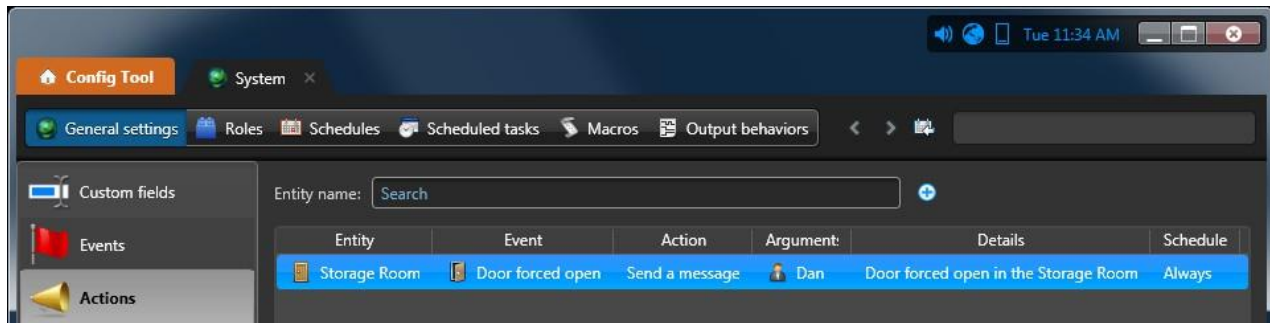 Tue 11:34 AM
Config Tool System
General settings Roles Schedules Scheduled tasks Macros Output behaviors
Custom fields Entity name: Search
Events Entity Event Action Argument: Details Schedule
Storage Room Door forced open Send a message Dan Door forced open in the Storage Room Always
Actions